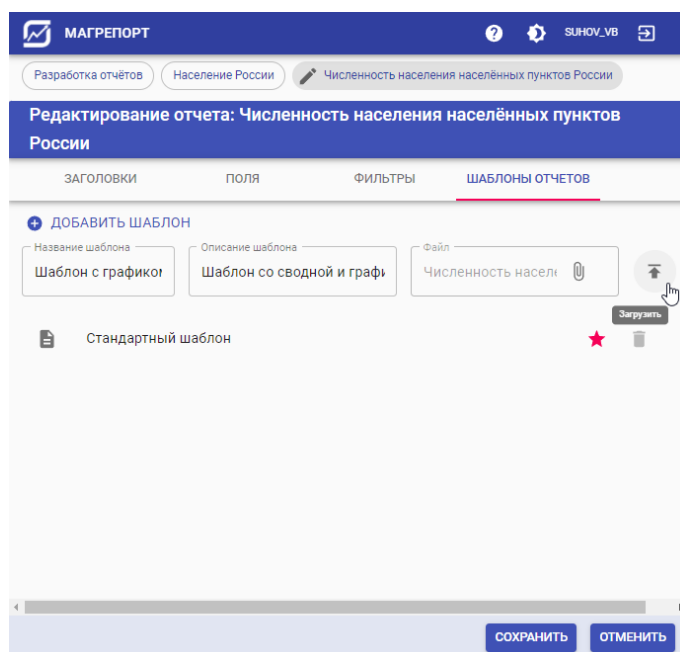 МАГРЕПОРТ
SUHOV_VB
Разработка отчётов
Население России
Численность населения населённых пунктов России
Редактирование отчета: Численность населения населённых пунктов
России
ЗАГОЛОВКИ
ПОЛЯ
ФИЛЬТРЫ
ШАБЛОНЫ ОТЧЕТОВ
ДОБАВИТЬ ШАБЛОН
Название шаблона
Описание шаблона
Файл
Шаблон с графиком
Шаблон со сводной и графи
Численность населе
Загрузить
Стандартный шаблон
СОХРАНИТЬ
ОТМЕНИТЬ